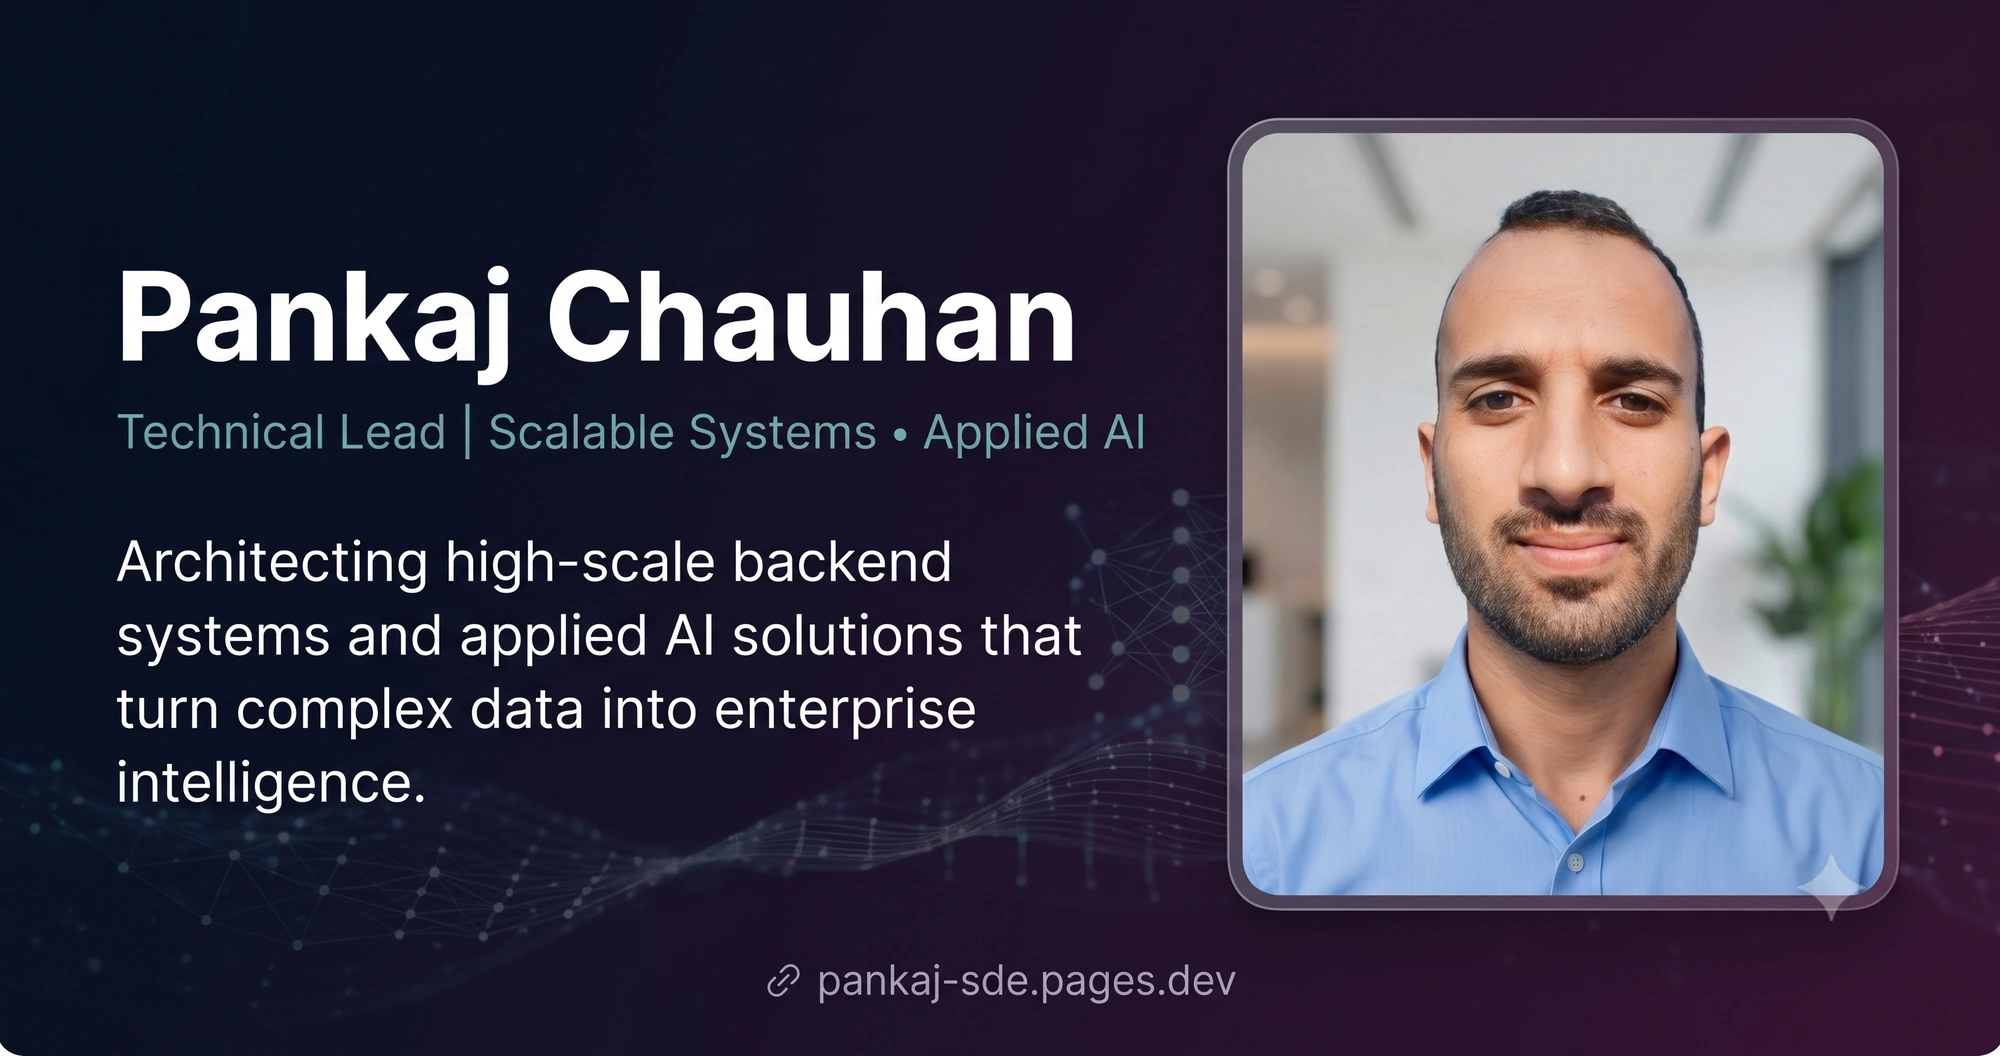 Pankaj Chauhan
Technical Lead | Scalable Systems • Applied AI
Architecting high-scale backend
systems and applied AI solutions that
turn complex data into enterprise
intelligence.
pankaj-sde.pages.dev